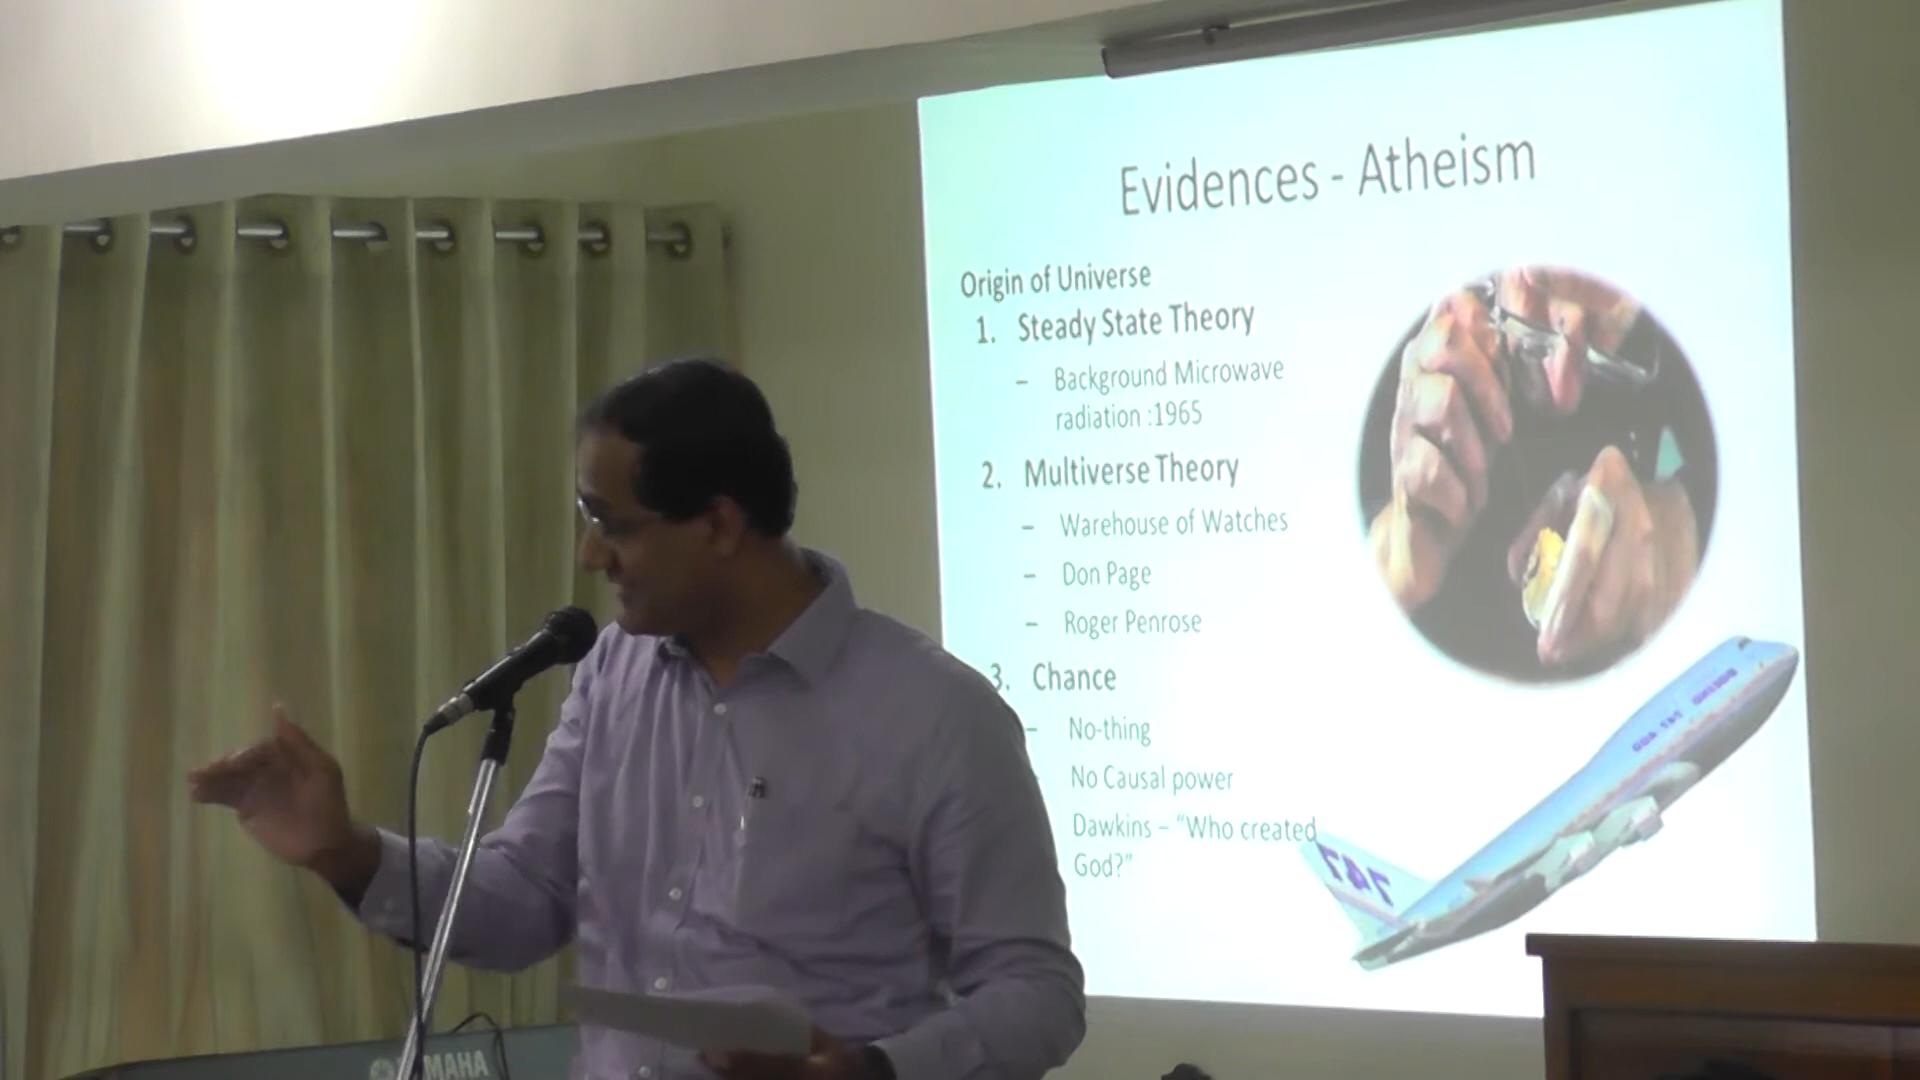 Evidences - Atheism
Origin of Universe
1. Steady State Theory
– Background Microwave
radiation :1965
2. Multiverse Theory
– Warehouse of Watches
– Don Page
– Roger Penrose
3. Chance
– No-thing
- No Causal power
Dawkins – "Who created
God?"
747
YAMAHA